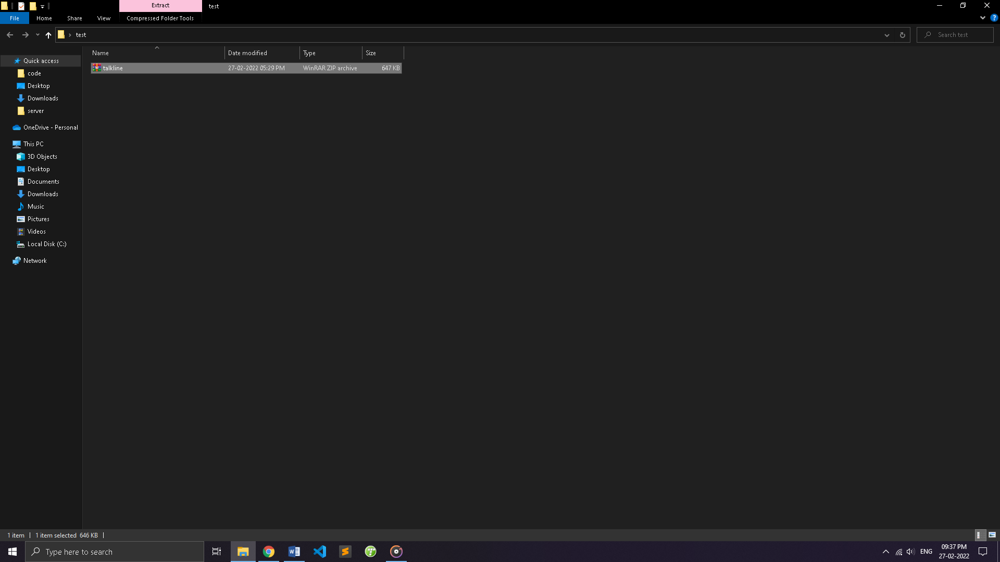 Extract
test
File
Home
Share
View
Compressed Folder Tools
test
Search test
Name
Date modified
Type
Size
talkline
27-02-2022 05:29 PM
WinRAR ZIP archive
647 KB
Quick access
code
Desktop
Downloads
server
OneDrive - Personal
This PC
3D Objects
Desktop
Documents
Downloads
Music
Pictures
Videos
Local Disk (C:)
Network
1 item
1 item selected 646 KB
Type here to search
ENG
09:37 PM
27-02-2022